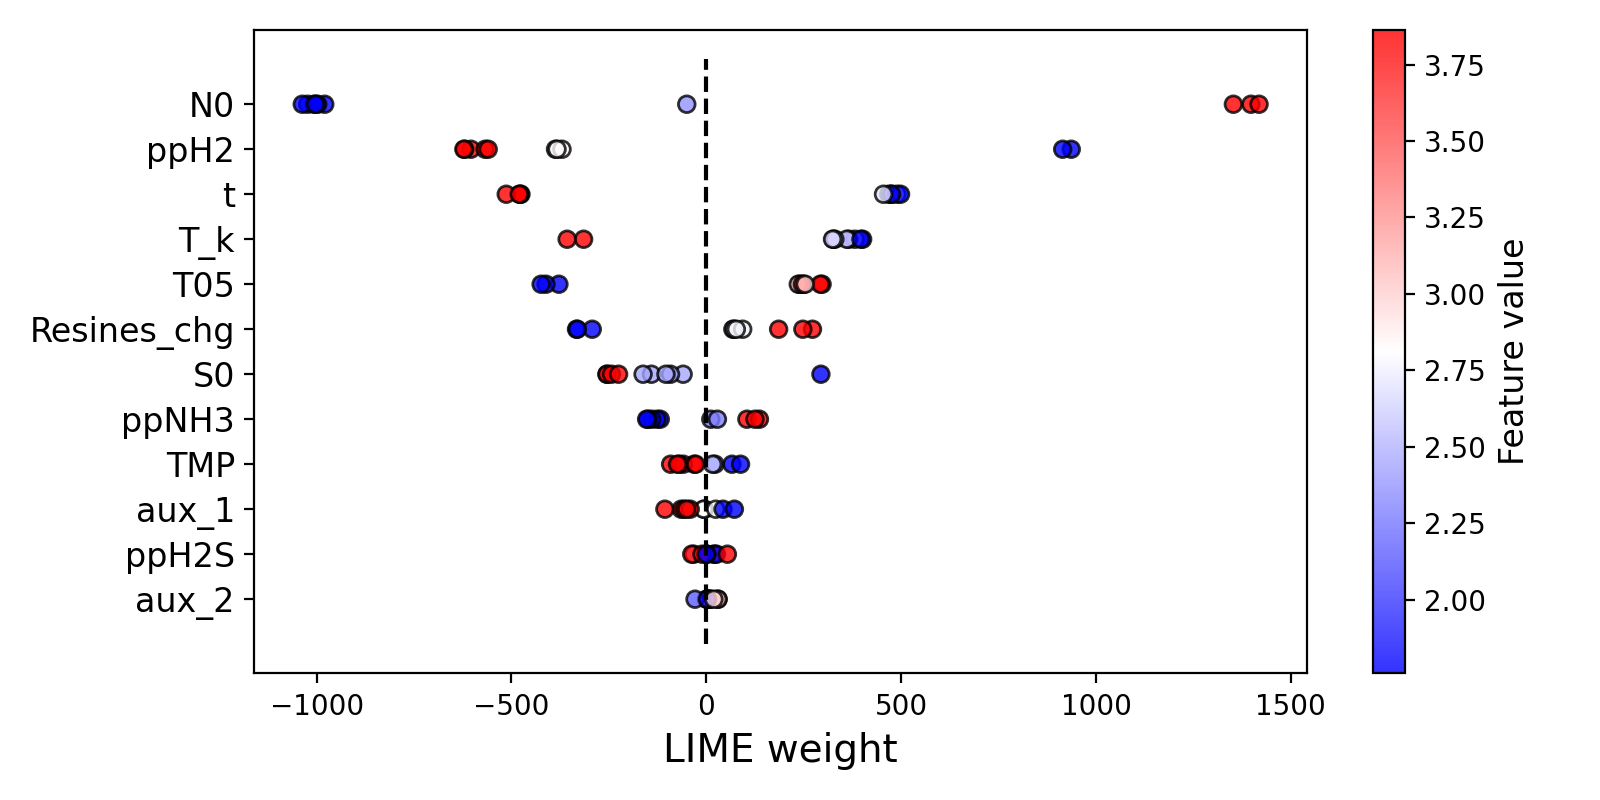 N0
ppH2
t
T_k
T05
Resines_chg
S0
ppNH3
TMP
aux_1
ppH2S
aux_2
−1000 −500 0 500 1000 1500
LIME weight
3.75
3.50
3.25
3.00
2.75
2.50
2.25
2.00
Feature value